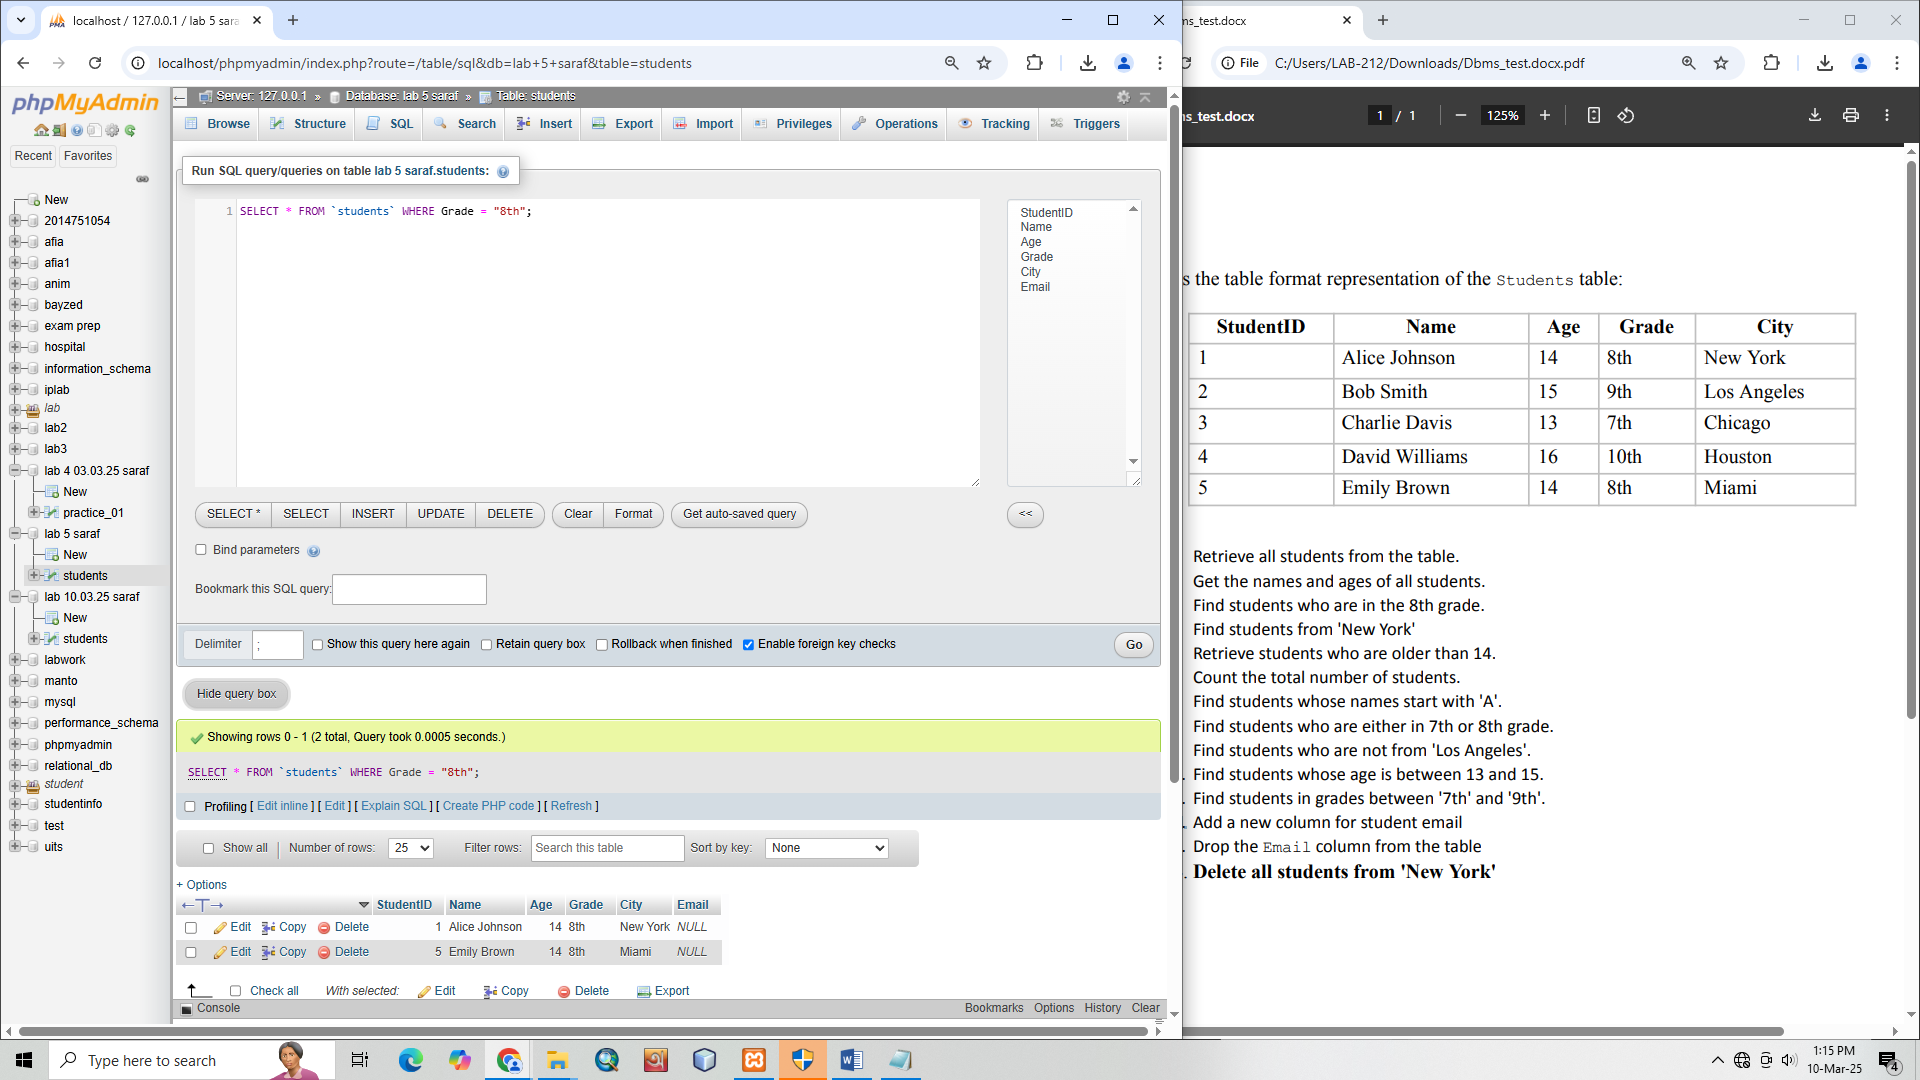 localhost / 127.0.0.1 / lab 5 sara
localhost/phpmyadmin/index.php?route=/table/sql&db=lab+5+saraf&table=students
phpMyAdmin
Recent
Favorites
New
2014751054
afia
afia1
anim
bayzed
exam prep
hospital
information_schema
iplab
lab
lab2
lab3
lab 4 03.03.25 saraf
New
practice_01
lab 5 saraf
New
students
lab 10.03.25 saraf
New
students
labwork
manto
mysql
performance_schema
phpmyadmin
relational_db
student
studentinfo
test
uits
Server: 127.0.0.1 » Database: lab 5 saraf » Table: students
Browse Structure SQL Search Insert Export Import Privileges Operations Tracking Triggers
Run SQL query/queries on table lab 5 saraf.students:
1 SELECT * FROM `students` WHERE Grade = "8th";
StudentID
Name
Age
Grade
City
Email
SELECT * SELECT INSERT UPDATE DELETE Clear Format Get auto-saved query <<
Bind parameters
Bookmark this SQL query:
Delimiter ; Show this query here again Retain query box Rollback when finished Enable foreign key checks Go
Hide query box
Showing rows 0 - 1 (2 total, Query took 0.0005 seconds.)
SELECT * FROM `students` WHERE Grade = "8th";
Profiling [ Edit inline ] [ Edit ] [ Explain SQL ] [ Create PHP code ] [ Refresh ]
Show all Number of rows: 25 Filter rows: Search this table Sort by key: None
+ Options
StudentID Name Age Grade City Email
Edit Copy Delete 1 Alice Johnson 14 8th New York NULL
Edit Copy Delete 5 Emily Brown 14 8th Miami NULL
Check all With selected: Edit Copy Delete Export
Console Bookmarks Options History Clear
ms_test.docx
File C:/Users/LAB-212/Downloads/Dbms_test.docx.pdf
s_test.docx 1 / 1 125%
s the table format representation of the Students table:
StudentID Name Age Grade City
1 Alice Johnson 14 8th New York
2 Bob Smith 15 9th Los Angeles
3 Charlie Davis 13 7th Chicago
4 David Williams 16 10th Houston
5 Emily Brown 14 8th Miami
Retrieve all students from the table.
Get the names and ages of all students.
Find students who are in the 8th grade.
Find students from 'New York'
Retrieve students who are older than 14.
Count the total number of students.
Find students whose names start with 'A'.
Find students who are either in 7th or 8th grade.
Find students who are not from 'Los Angeles'.
. Find students whose age is between 13 and 15.
. Find students in grades between '7th' and '9th'.
. Add a new column for student email
. Drop the Email column from the table
. Delete all students from 'New York'
Type here to search
1:15 PM
10-Mar-25
4